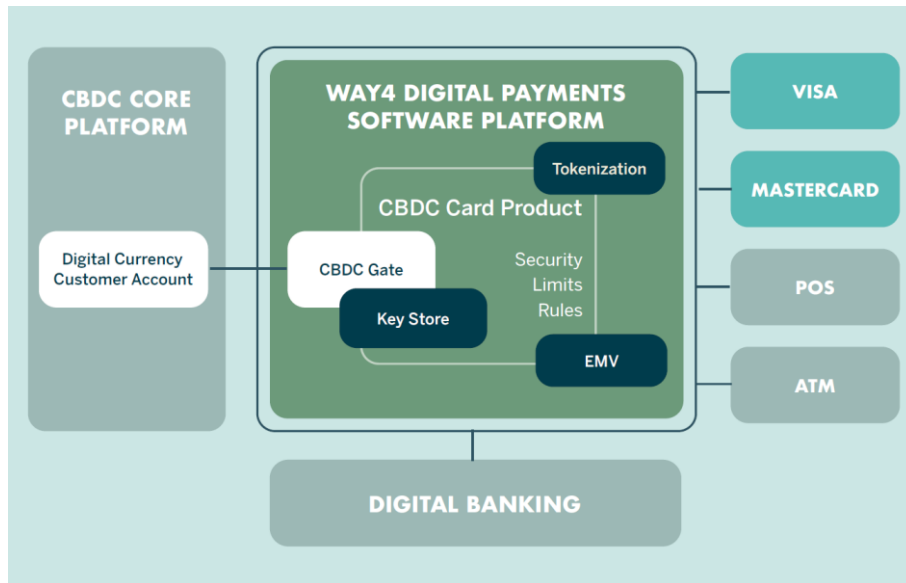 CBDC CORE
PLATFORM
Digital Currency
Customer Account
WAY4 DIGITAL PAYMENTS
SOFTWARE PLATFORM
Tokenization
CBDC Card Product
CBDC Gate
Key Store
Security
Limits
Rules
EMV
VISA
MASTERCARD
POS
ATM
DIGITAL BANKING